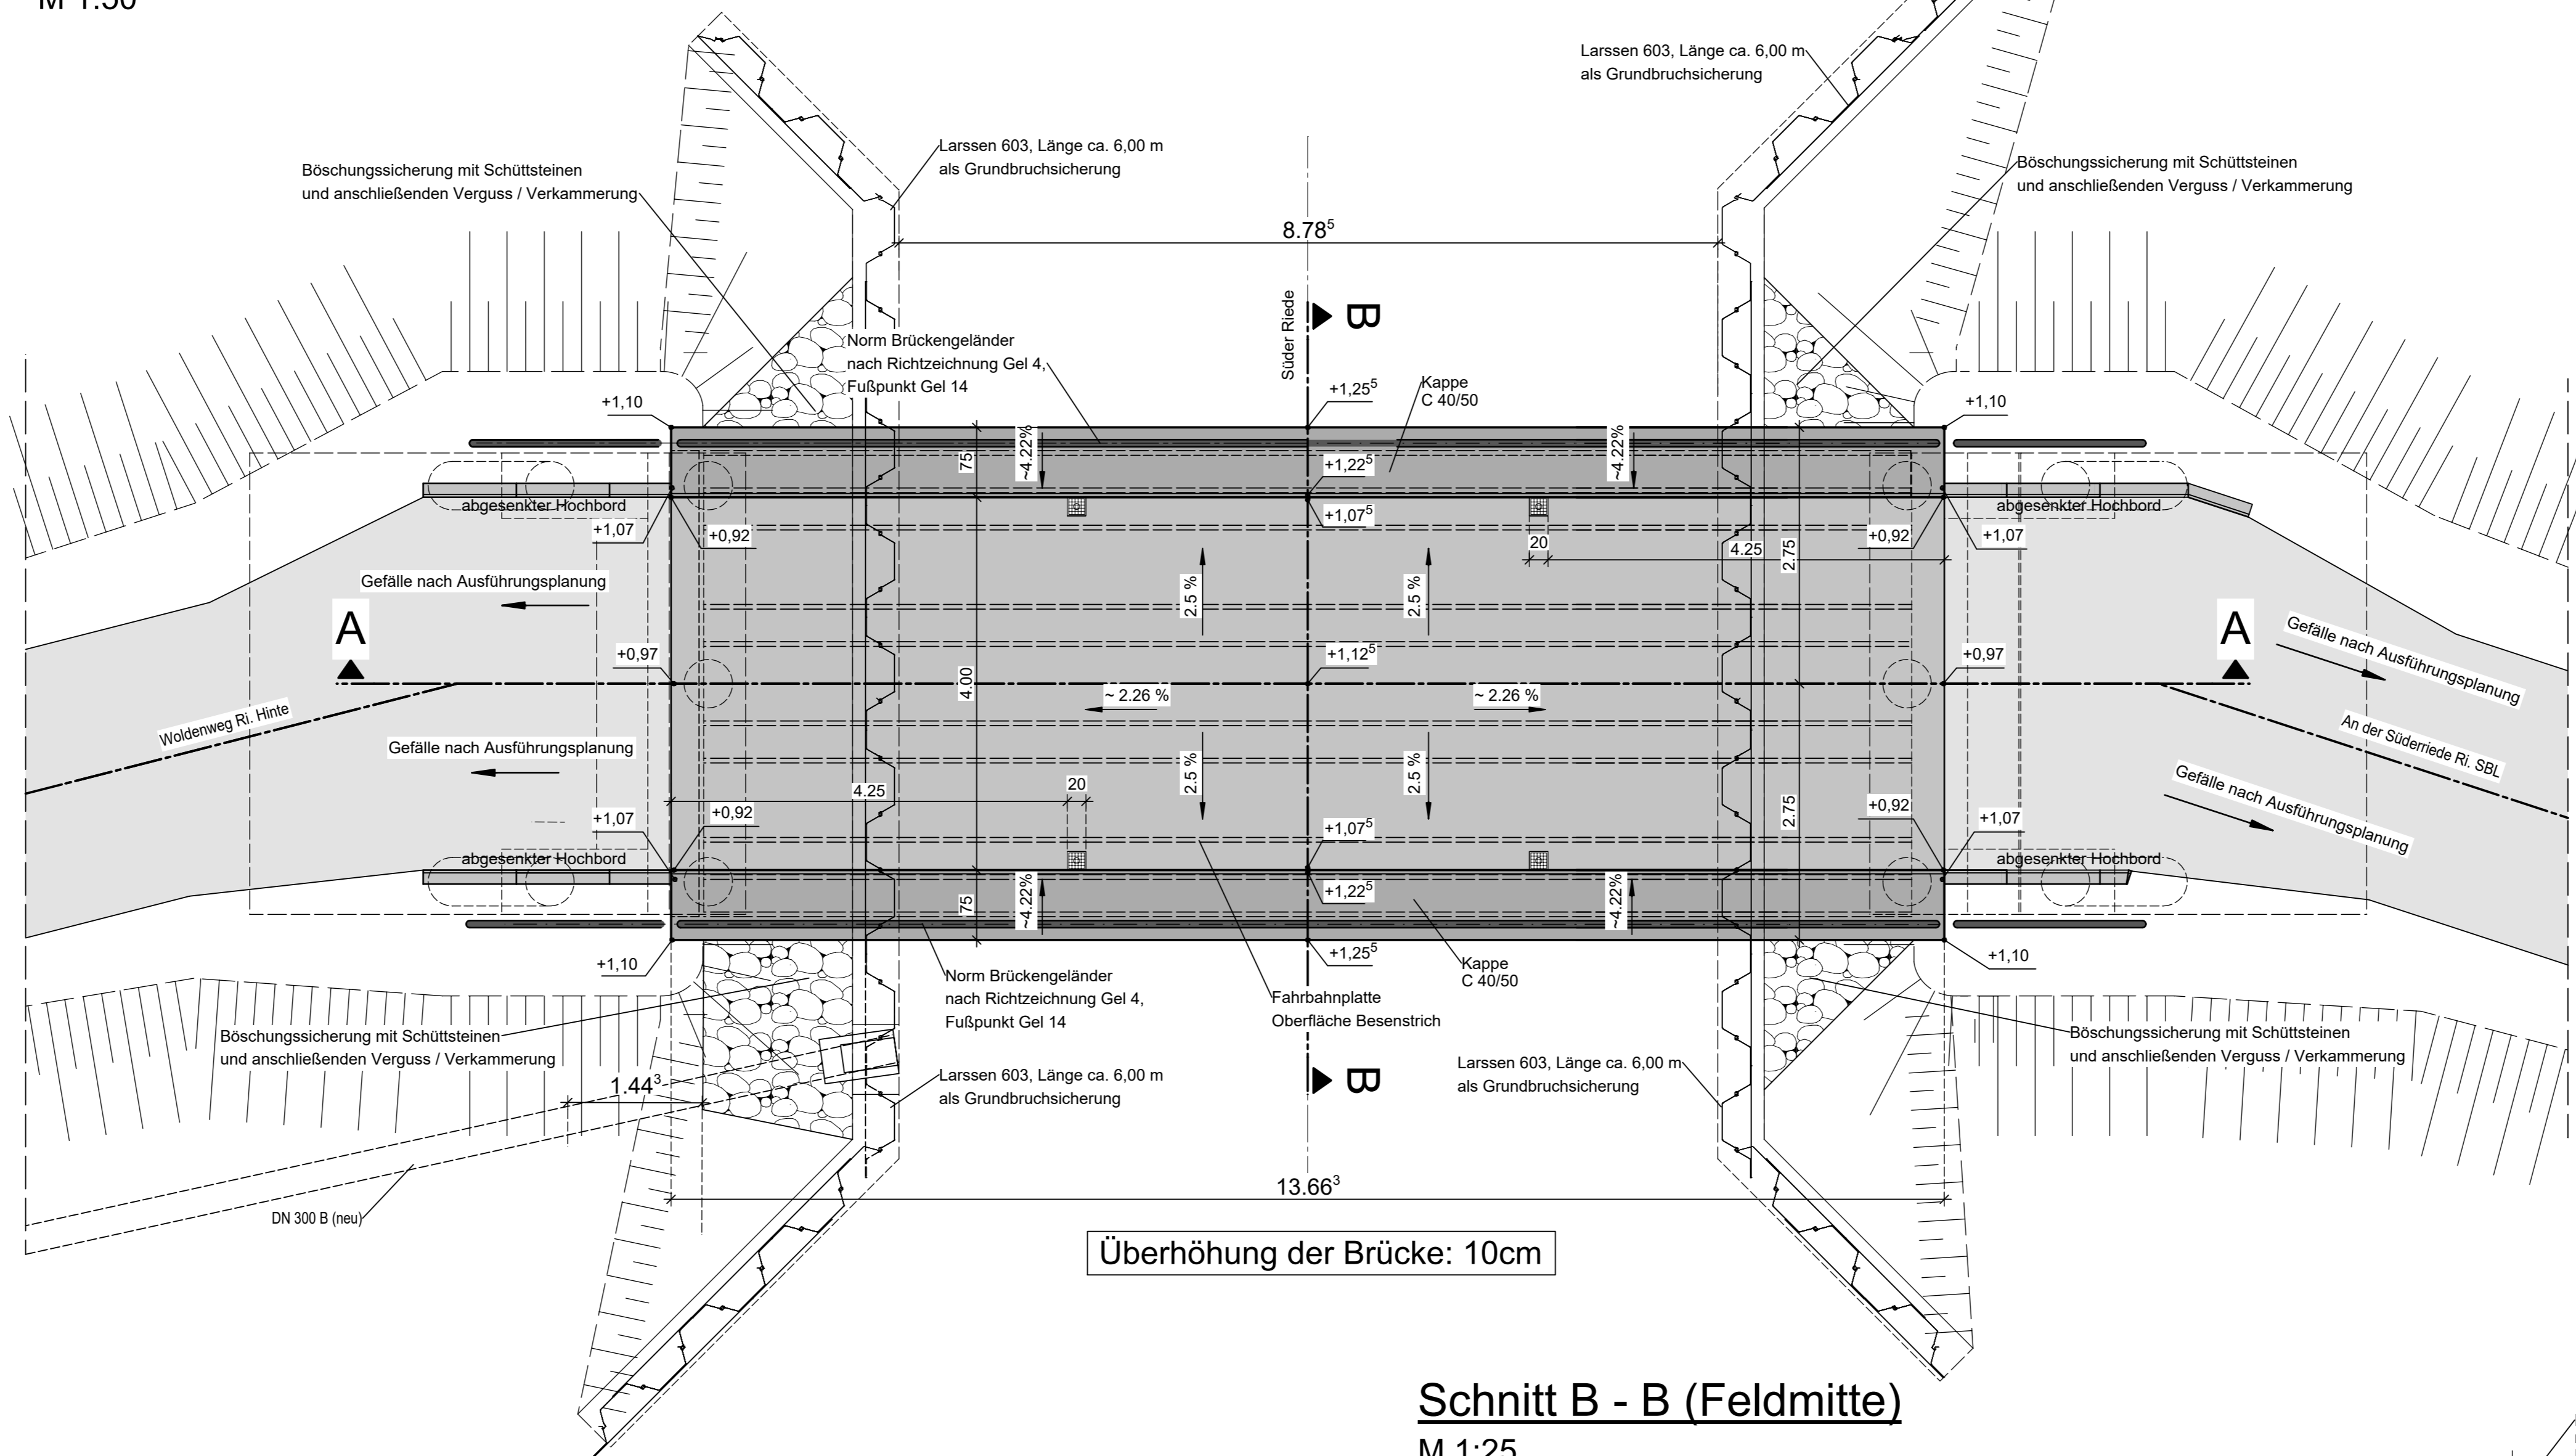 M 1:50
Larssen 603, Länge ca. 6,00 m
als Grundbruchsicherung
Larssen 603, Länge ca. 6,00 m
als Grundbruchsicherung
Böschungssicherung mit Schüttsteinen
und anschließenden Verguss / Verkammerung
Böschungssicherung mit Schüttsteinen
und anschließenden Verguss / Verkammerung
8.78⁵
Süder Riede
B
Norm Brückengeländer
nach Richtzeichnung Gel 4,
Fußpunkt Gel 14
+1,25⁵
Kappe
C 40/50
+1,10
+1,10
75
~4.22%
+1,22⁵
~4.22%
abgesenkter Hochbord
abgesenkter Hochbord
+1,07
+0,92
+1,07⁵
20
4.25
2.75
+0,92
+1,07
Gefälle nach Ausführungsplanung
2.5 %
2.5 %
A
A
Gefälle nach Ausführungsplanung
+0,97
4.00
+1,12⁵
+0,97
~ 2.26 %
~ 2.26 %
Woldenweg Ri. Hinte
An der Süderriede Ri. SBL
Gefälle nach Ausführungsplanung
Gefälle nach Ausführungsplanung
4.25
20
2.5 %
2.5 %
2.75
+1,07
+0,92
+1,07⁵
+0,92
+1,07
abgesenkter Hochbord
abgesenkter Hochbord
75
~4.22%
+1,22⁵
~4.22%
+1,10
+1,25⁵
+1,10
Norm Brückengeländer
nach Richtzeichnung Gel 4,
Fußpunkt Gel 14
Kappe
C 40/50
Fahrbahnplatte
Oberfläche Besenstrich
Böschungssicherung mit Schüttsteinen
und anschließenden Verguss / Verkammerung
Böschungssicherung mit Schüttsteinen
und anschließenden Verguss / Verkammerung
1.44³
Larssen 603, Länge ca. 6,00 m
als Grundbruchsicherung
B
Larssen 603, Länge ca. 6,00 m
als Grundbruchsicherung
13.66³
DN 300 B (neu)
Überhöhung der Brücke: 10cm
Schnitt B - B (Feldmitte)
M 1:25